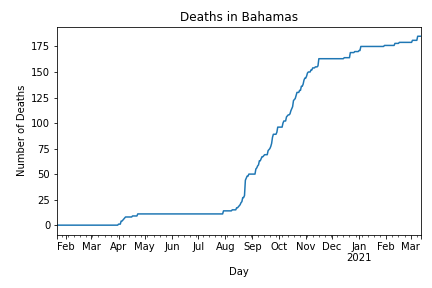 Deaths in Bahamas
Number of Deaths
175
150
125
100
75
50
25
0
Feb Mar Apr May Jun Jul Aug Sep Oct Nov Dec Jan Feb Mar
2021
Day